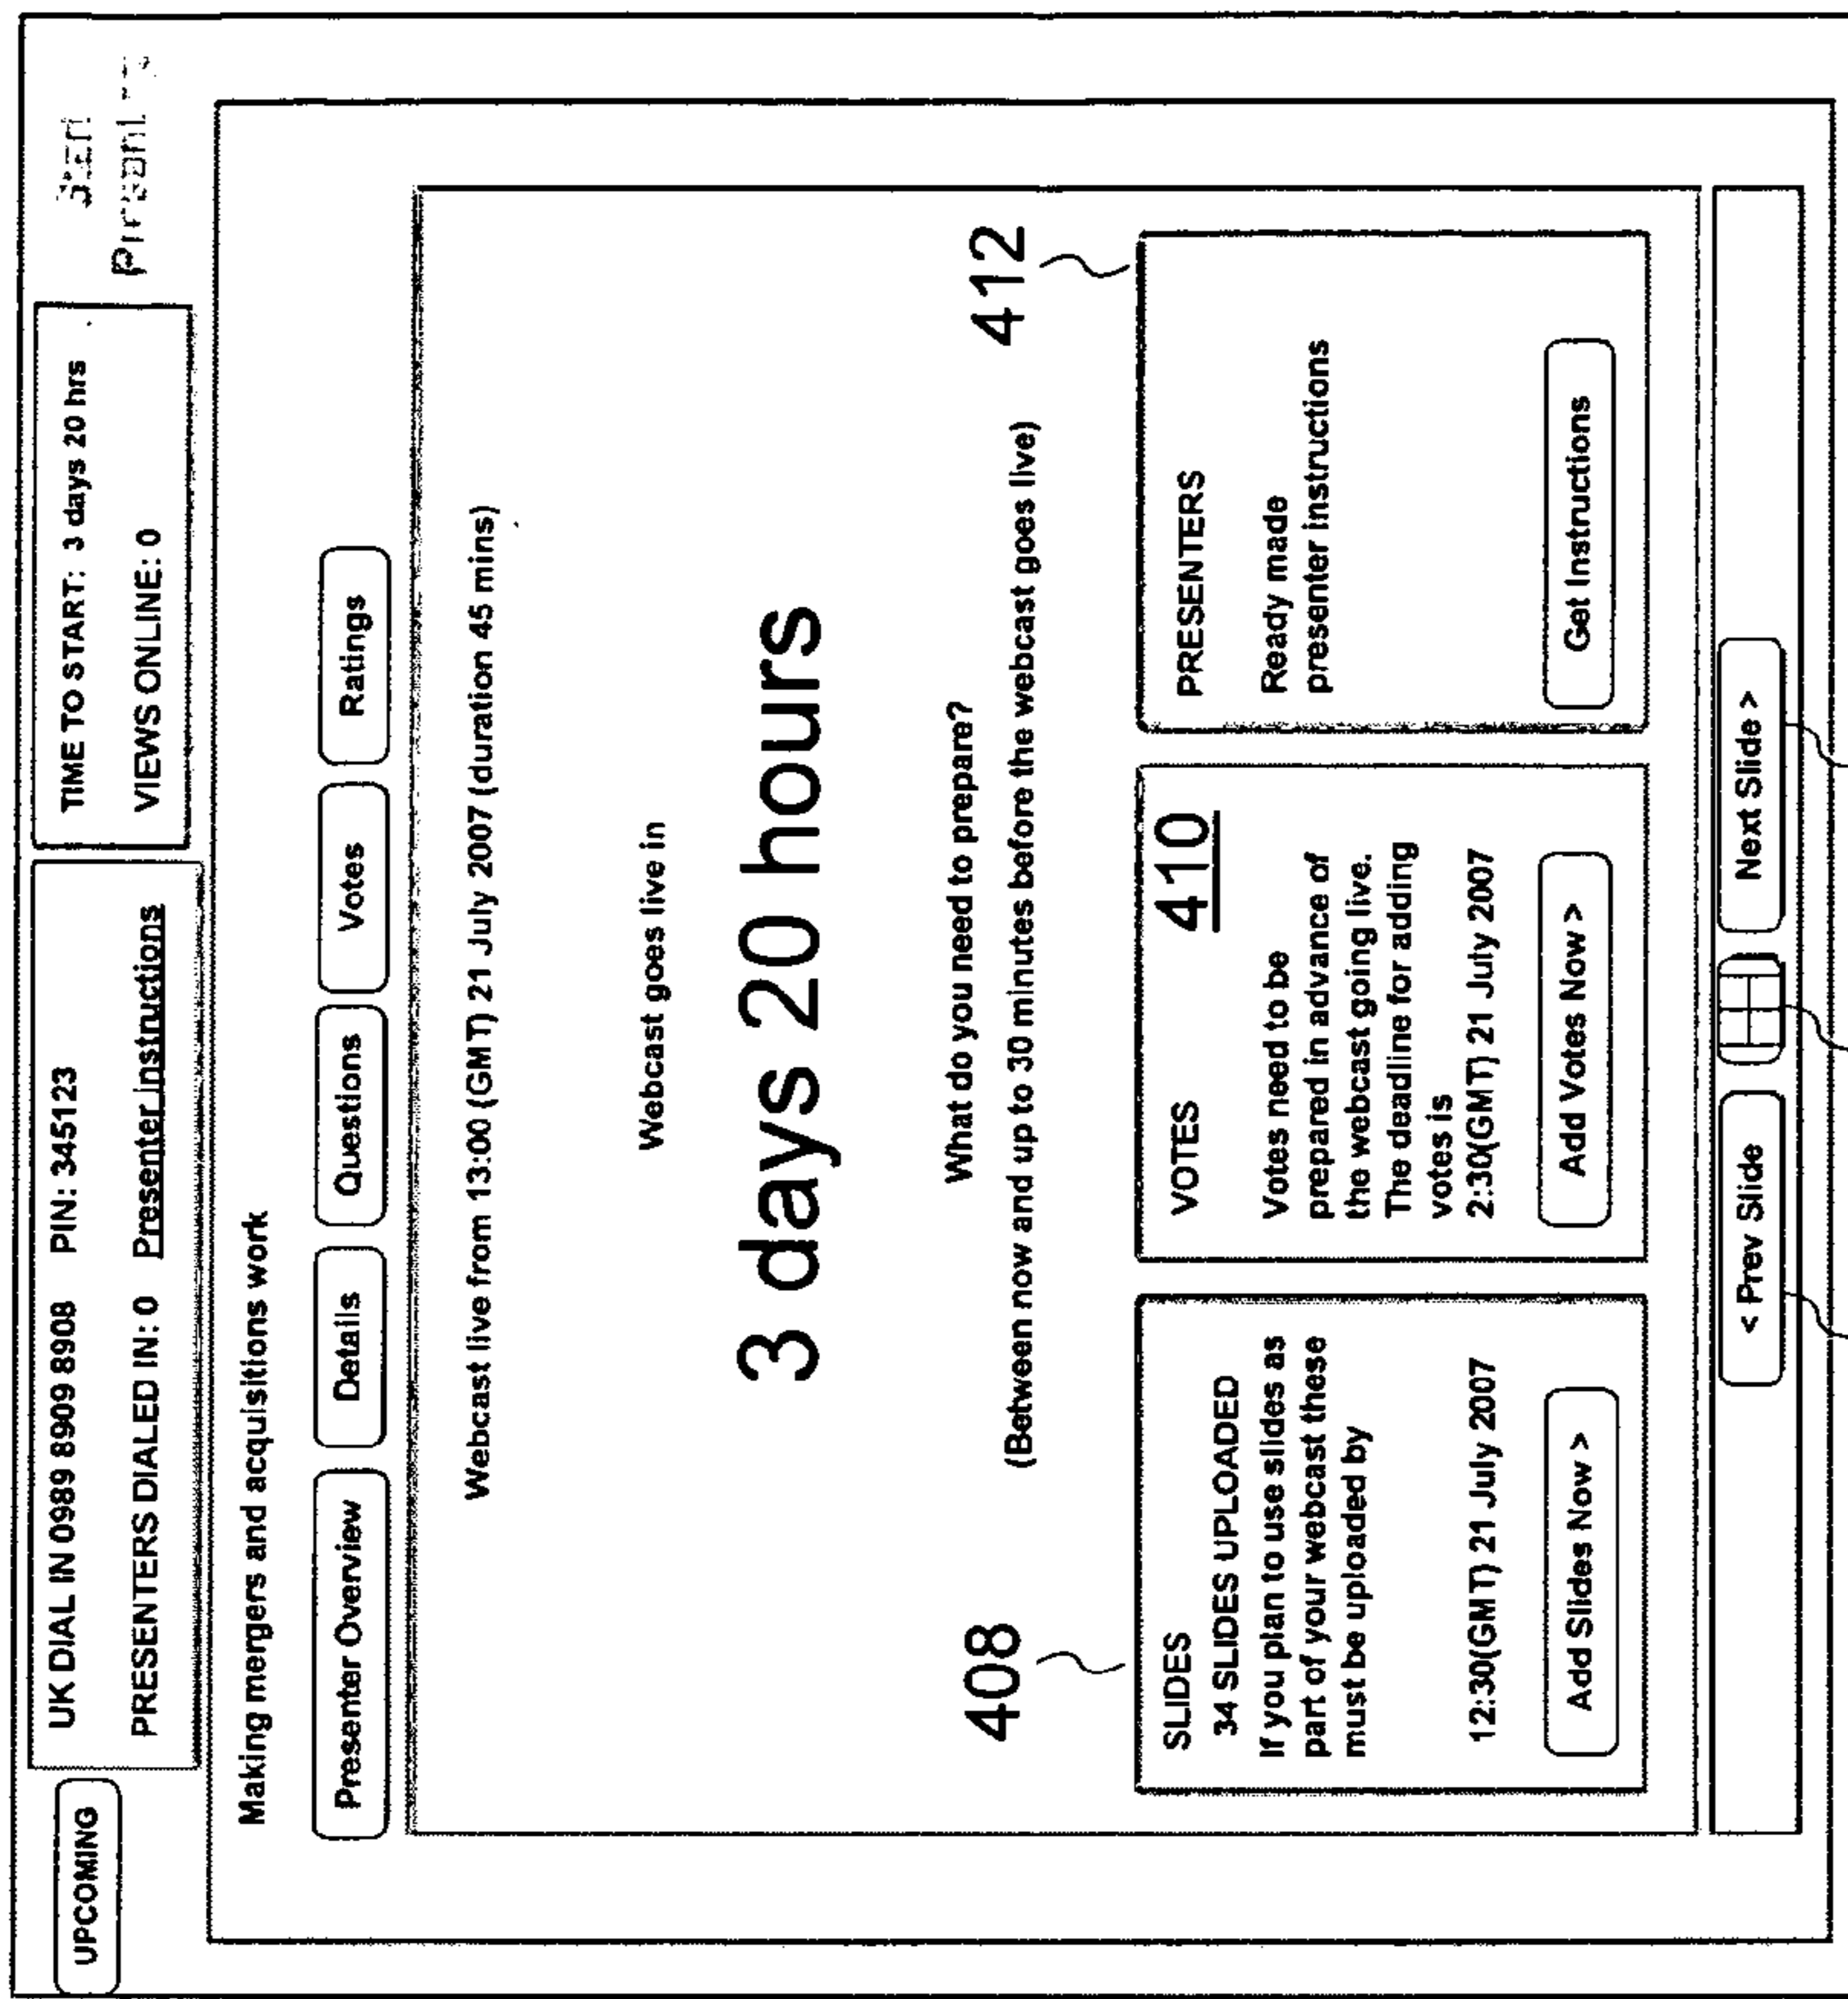 UPCOMING
UK DIAL IN 0989 8909 8908 PIN: 345123
PRESENTERS DIALED IN: 0 Presenter instructions
TIME TO START: 3 days 20 hrs
VIEWS ONLINE: 0
Making mergers and acquisitions work
Presenter Overview
Details
Questions
Votes
Ratings
Webcast live from 13:00 (GMT) 21 July 2007 (duration 45 mins)
Webcast goes live in
3 days 20 hours
What do you need to prepare?
(Between now and up to 30 minutes before the webcast goes live)
408
412
SLIDES
34 SLIDES UPLOADED
If you plan to use slides as
part of your webcast these
must be uploaded by
12:30(GMT) 21 July 2007
Add Slides Now >
VOTES
410
Votes need to be
prepared in advance of
the webcast going live.
The deadline for adding
votes is
2:30(GMT) 21 July 2007
Add Votes Now >
PRESENTERS
Ready made
presenter instructions
Get Instructions
< Prev Slide
Next Slide >